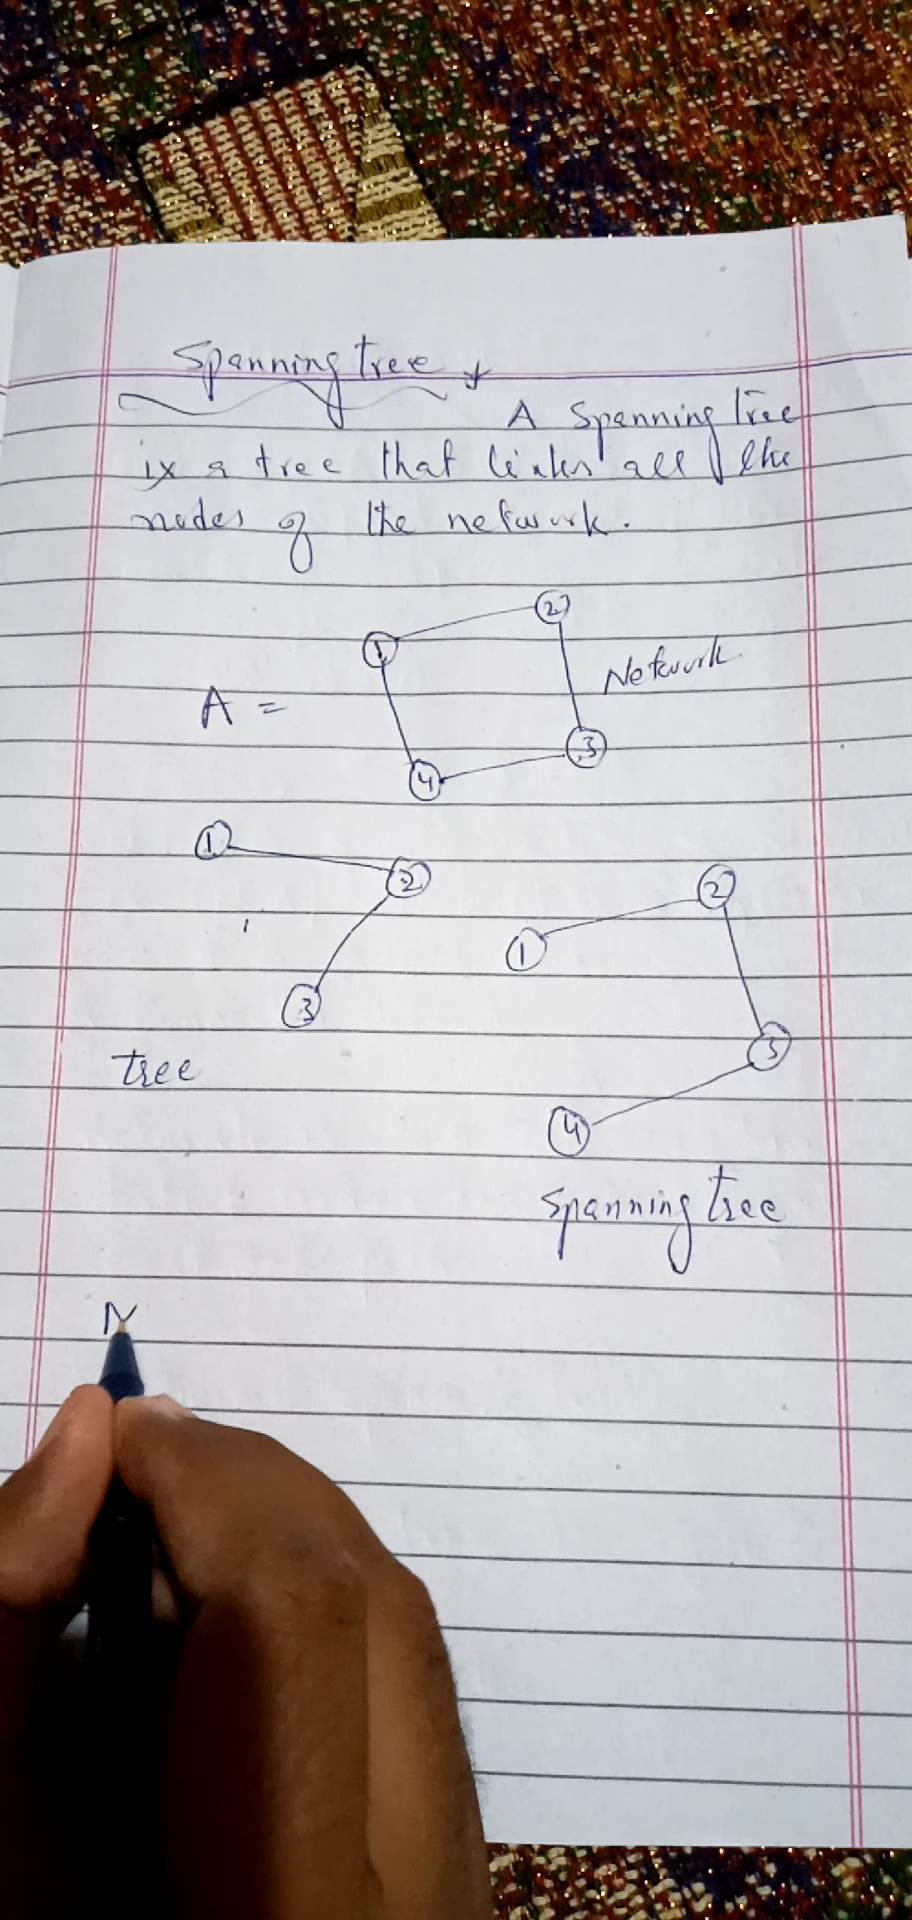 Spanning tree
A Spanning tree
is a tree that links all the
nodes of the network.
1 2
Network
A =
4 3
1 2
2
1
3
3
tree
4
Spanning tree
N